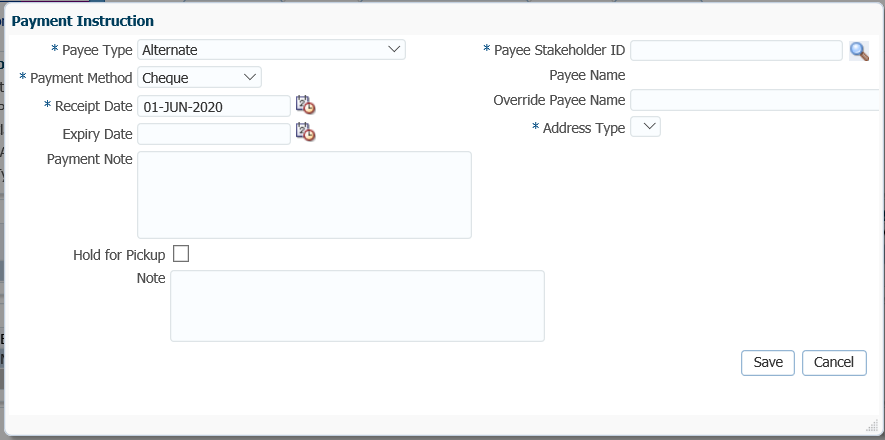 Payment Instruction
* Payee Type Alternate
* Payee Stakeholder ID
* Payment Method Cheque
Payee Name
* Receipt Date 01-JUN-2020
Override Payee Name
Expiry Date
* Address Type
Payment Note
Hold for Pickup
Note
Save Cancel